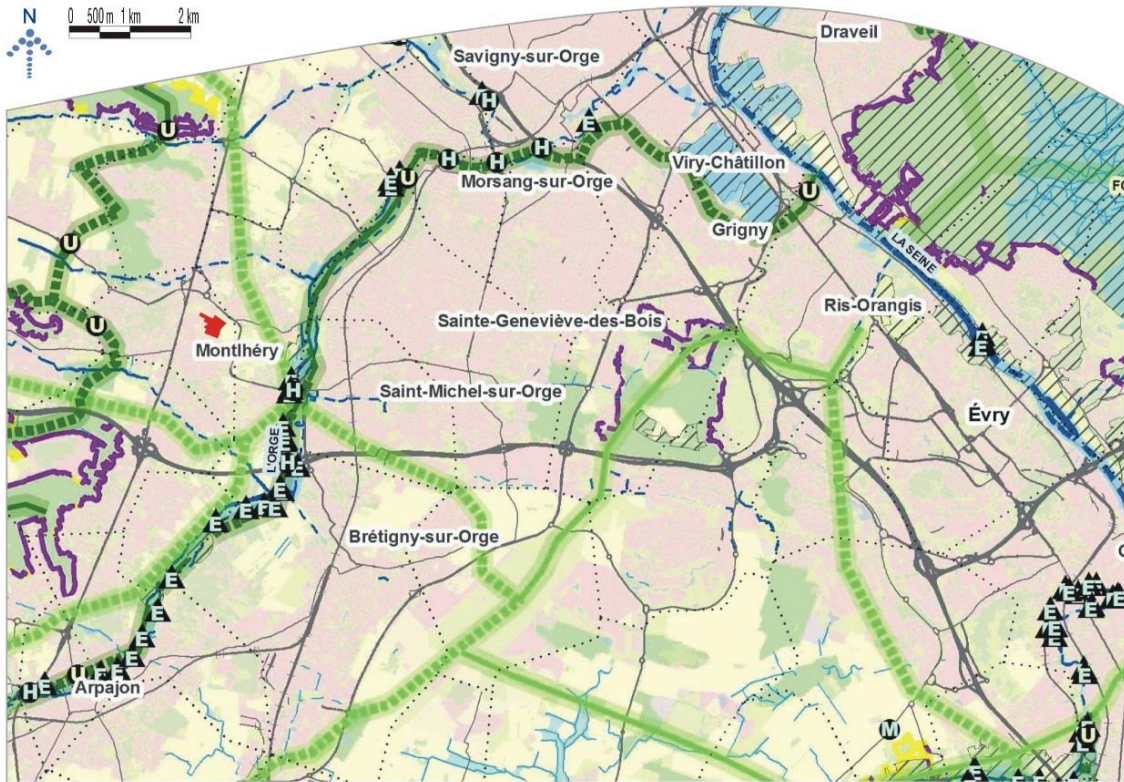 N
0 500 m 1 km 2 km
Draveil
Savigny-sur-Orge
H
E
U
H
H
H
Viry-Châtillon
E
U
Morsang-sur-Orge
U
Grigny
U
LA SEINE
FO
Ris-Orangis
U
Sainte-Geneviève-des-Bois
Montlhéry
E
H
Saint-Michel-sur-Orge
Évry
L'ORGE
E
H
E
E
E
E
E
E
Brétigny-sur-Orge
E
E
E
E
E
E
H
E
U
E
E
Arpajon
E
E
M
U
E